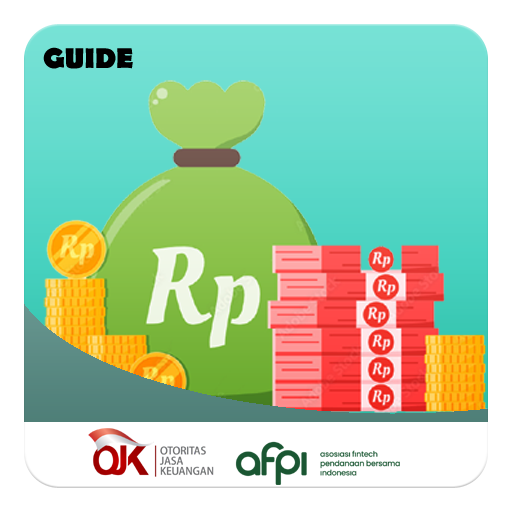 GUIDE
Rp
Rp
Rp
Rp
Rp
Rp
Rp
Rp
Rp
OJK
OTORITAS
JASA
KEUANGAN
afpi
asosiasi fintech
pendanaan bersama
indonesia